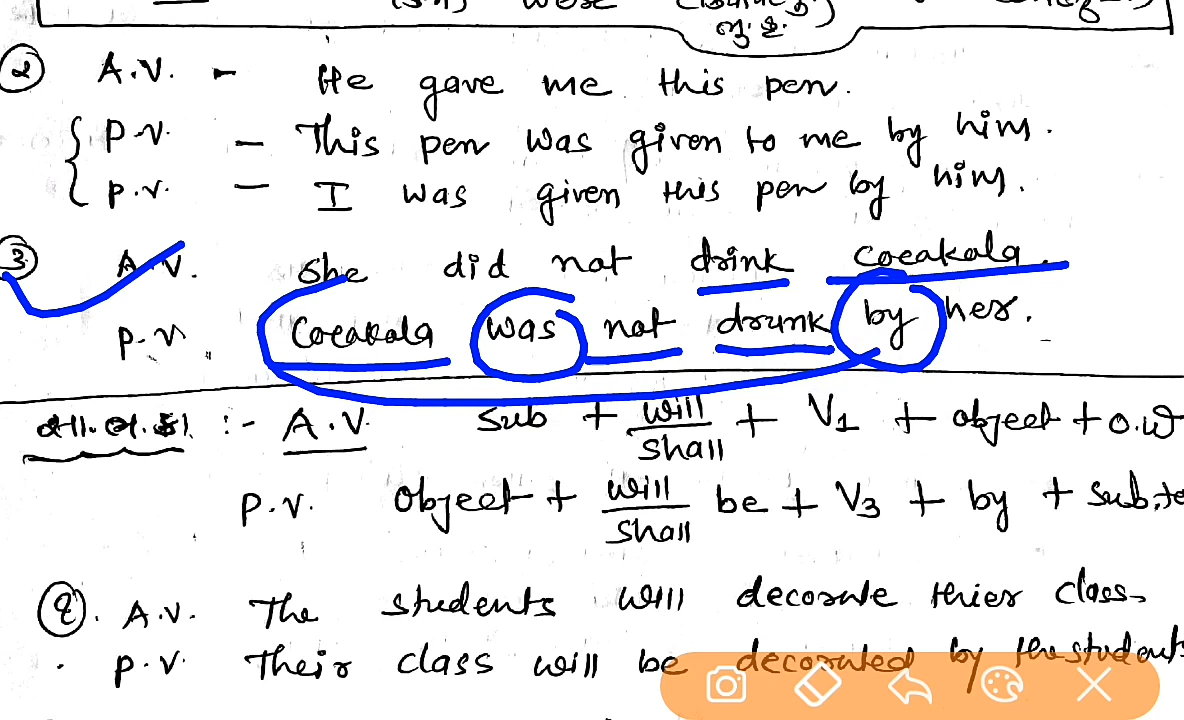 were
② A.V. - He gave me this pen.
P.V. - This pen was given to me by him.
P.V. - I was given this pen by him.
③ A.V. She did not drink cocakola.
P.V. Cocakola was not drunk by her.
:- A.V. Sub + will/shall + V1 + object + o.w
P.V. Object + will/shall be + V3 + by + Sub.te
Q. A.V. The students will decorate thier class.
P.V. Their class will be decorated by the students